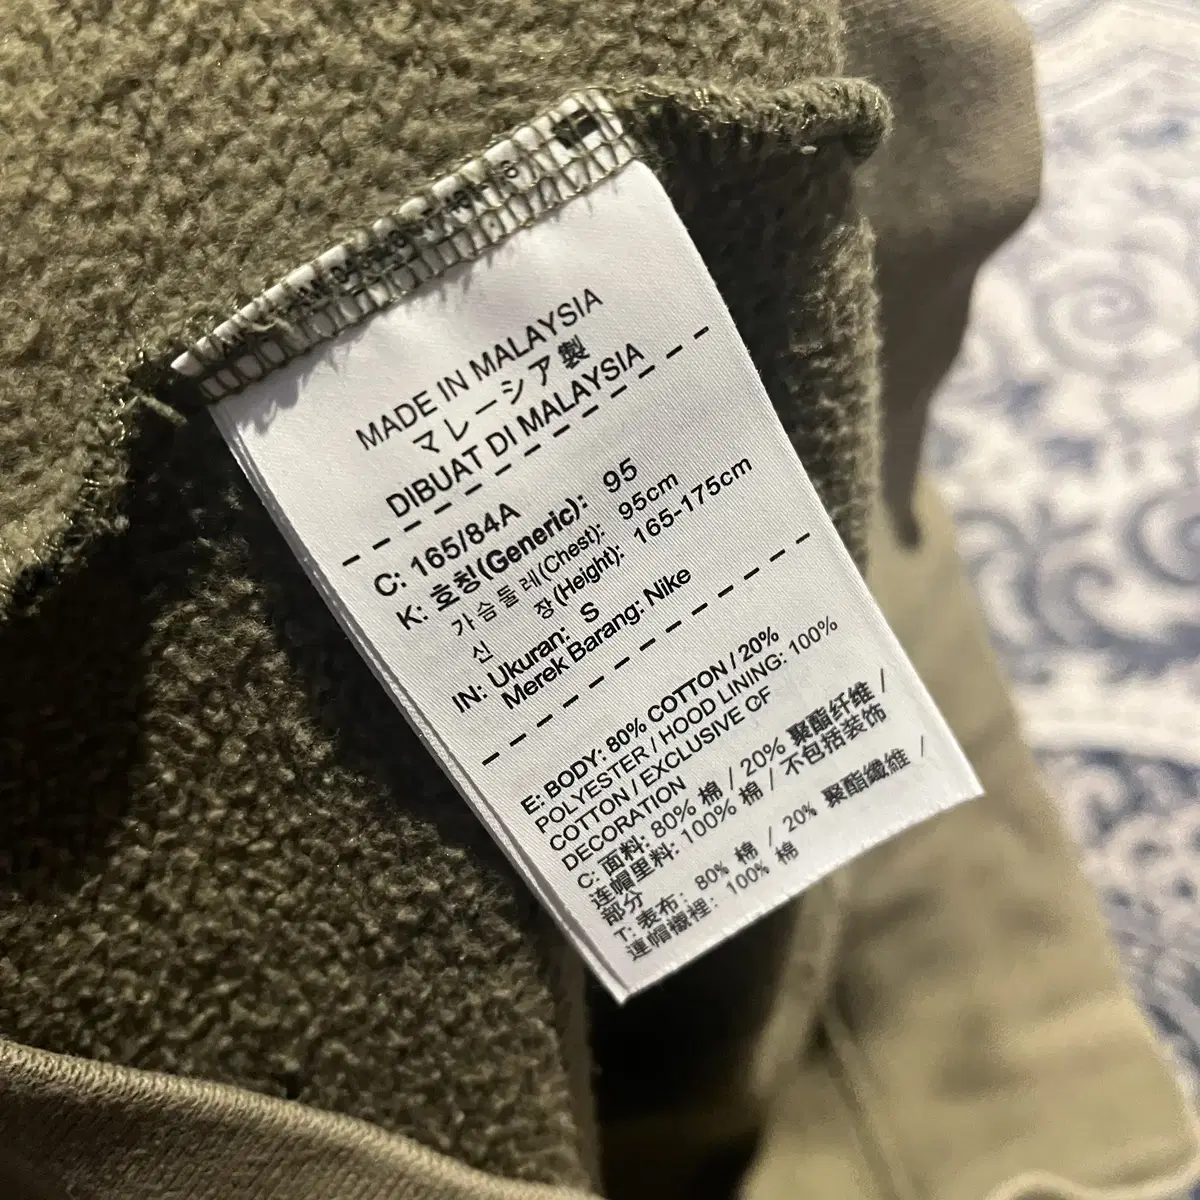 MADE IN MALAYSIA
マレーシア製
DIBUAT DI MALAYSIA
C: 165/84A
K: 호칭(Generic): 95
가슴둘레(Chest): 95cm
신 장(Height): 165-175cm
IN: Ukuran: S
Merek Barang: Nike
E: BODY: 80% COTTON / 20%
POLYESTER / HOOD LINING: 100%
COTTON / EXCLUSIVE OF
DECORATION
C: 面料: 80% 棉 / 20% 聚酯纤维 /
连帽里料: 100% 棉 / 不包括装饰
部分
T: 表布: 80% 棉 / 20% 聚酯纖維 /
連帽襯裡: 100% 棉